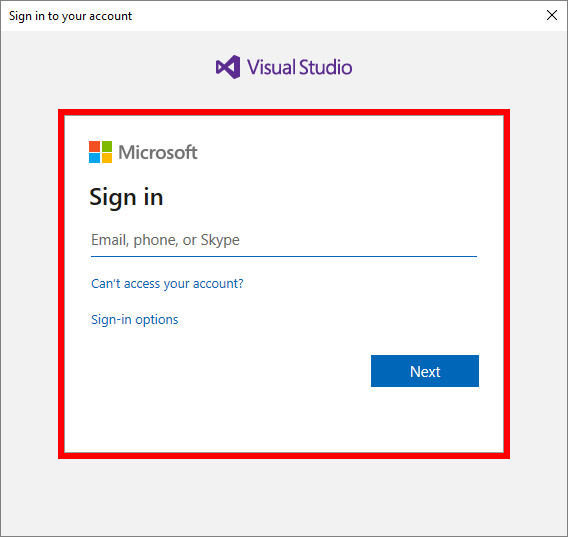 Sign in to your account
Visual Studio
Microsoft
Sign in
Email, phone, or Skype
Can't access your account?
Sign-in options
Next